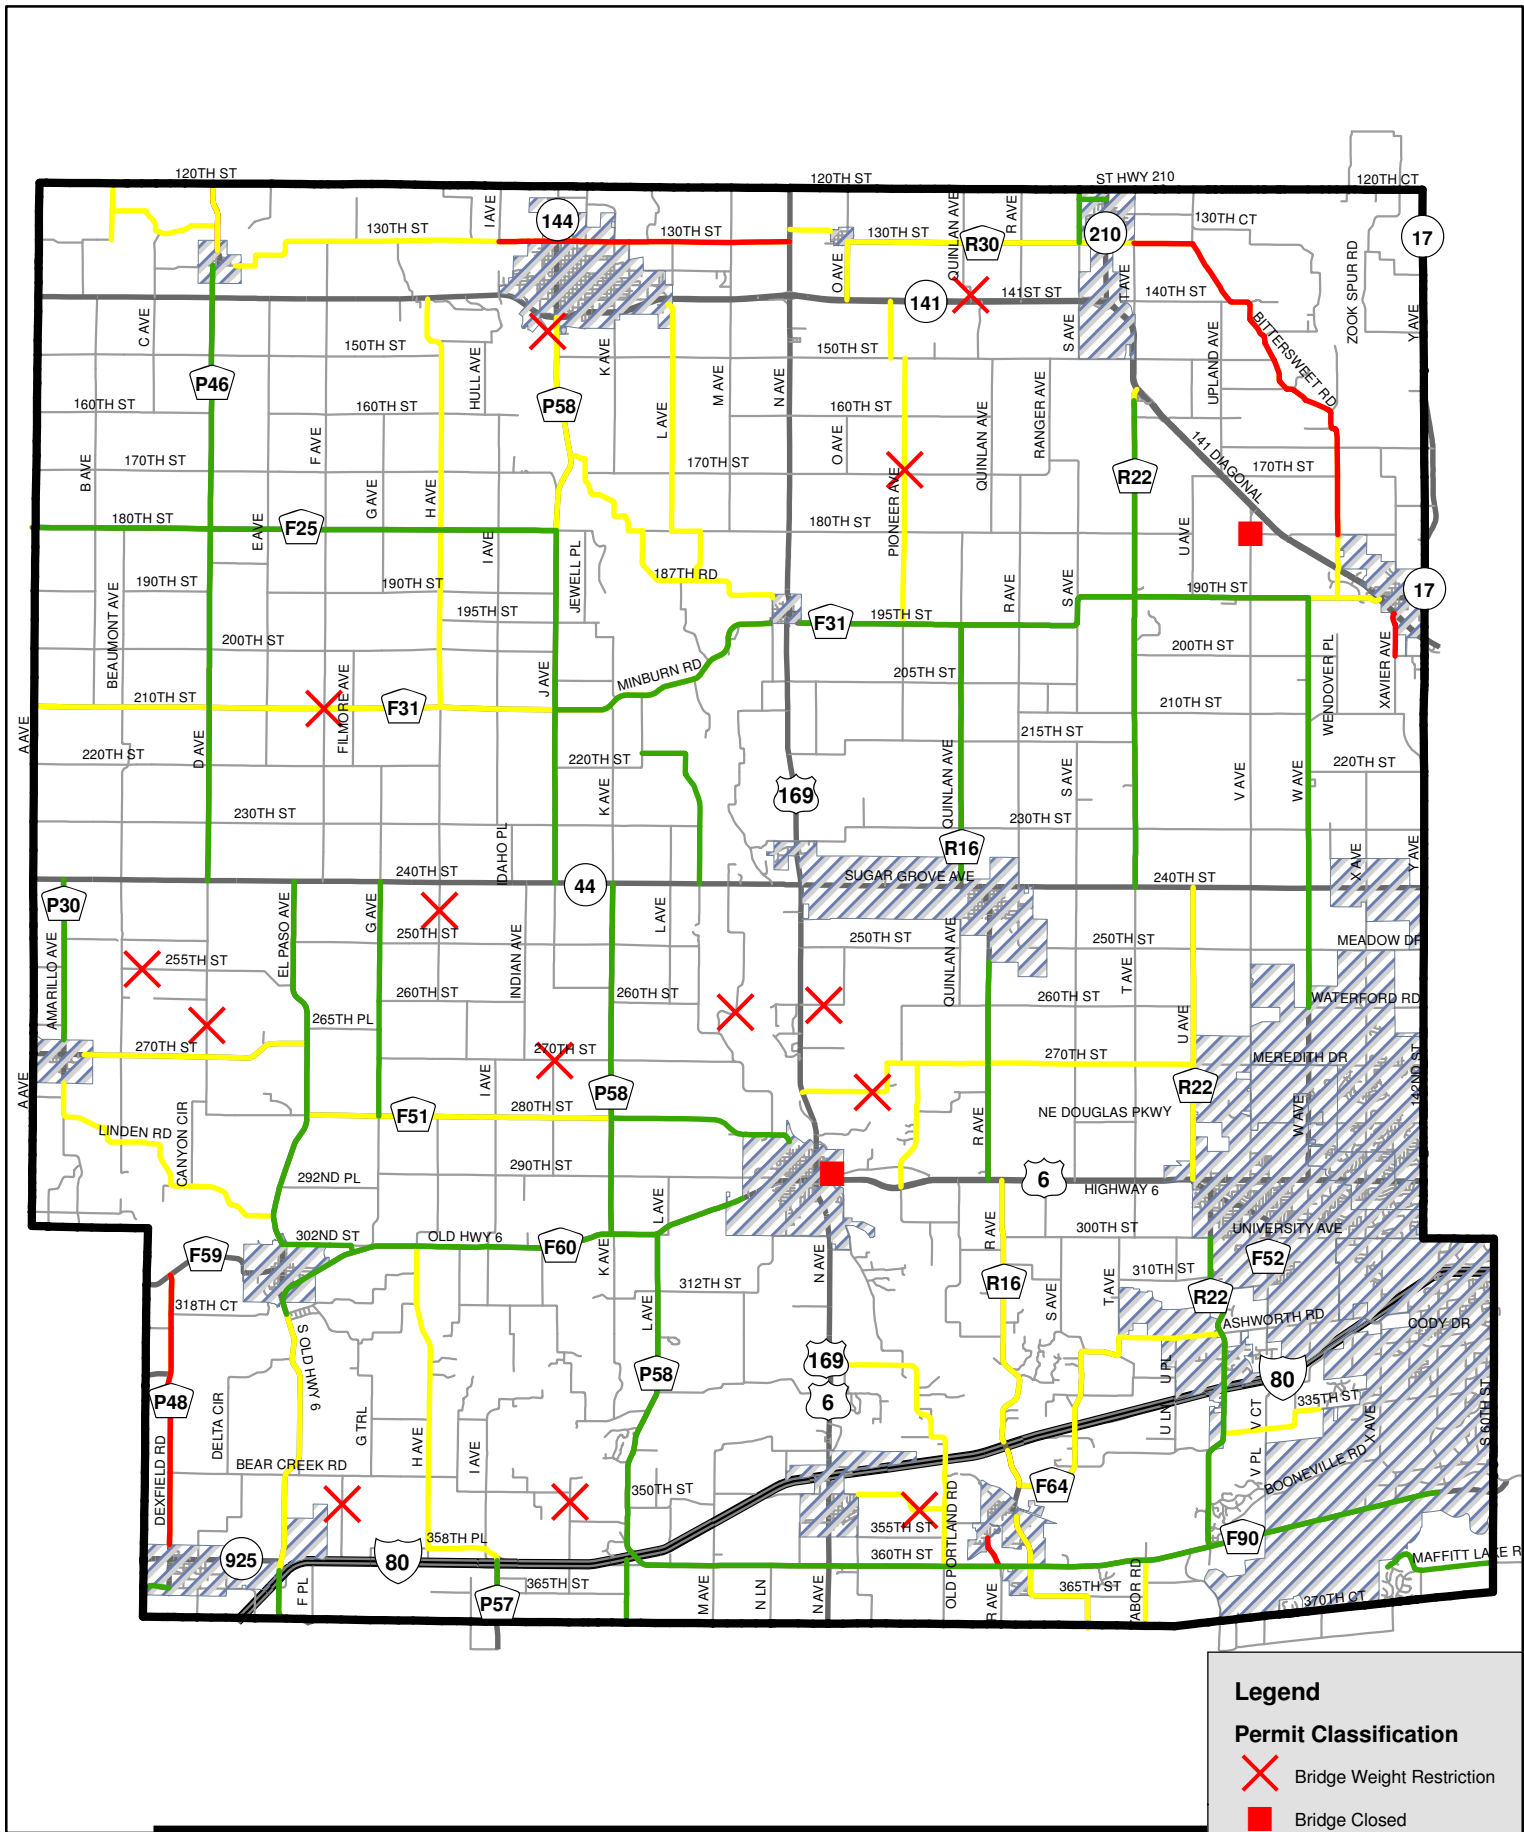 120TH ST
120TH ST
ST HWY 210
120TH CT
I AVE
144
130TH ST
130TH ST
130TH ST
QUINLAN AVE
R30
R AVE
210
130TH CT
17
ZOOK SPUR RD
Y AVE
O AVE
141
141ST ST
T AVE
140TH ST
C AVE
150TH ST
HULL AVE
K AVE
150TH ST
S AVE
UPLAND AVE
BITTERSWEET RD
P46
160TH ST
160TH ST
P58
L AVE
M AVE
N AVE
160TH ST
O AVE
QUINLAN AVE
RANGER AVE
B AVE
170TH ST
F AVE
G AVE
H AVE
170TH ST
PIONEER AVE
R22
141 DIAGONAL
170TH ST
180TH ST
E AVE
F25
I AVE
180TH ST
U AVE
JEWELL PL
187TH RD
190TH ST
190TH ST
190TH ST
17
BEAUMONT AVE
195TH ST
F31
195TH ST
R AVE
S AVE
200TH ST
200TH ST
FILMORE AVE
J AVE
MINBURN RD
205TH ST
WENDOVER PL
XAVIER AVE
210TH ST
F31
210TH ST
A AVE
D AVE
220TH ST
220TH ST
215TH ST
220TH ST
169
QUINLAN AVE
S AVE
V AVE
W AVE
K AVE
230TH ST
230TH ST
IDAHO PL
R16
X AVE
Y AVE
240TH ST
44
SUGAR GROVE AVE
240TH ST
P30
EL PASO AVE
G AVE
L AVE
AMARILLO AVE
250TH ST
250TH ST
250TH ST
MEADOW DR
255TH ST
INDIAN AVE
QUINLAN AVE
T AVE
260TH ST
260TH ST
260TH ST
WATERFORD RD
265TH PL
U AVE
270TH ST
270TH ST
270TH ST
MEREDITH DR
A AVE
I AVE
P58
R22
142ND ST
F51
280TH ST
NE DOUGLAS PKWY
W AVE
LINDEN RD
CANYON CIR
R AVE
292ND PL
290TH ST
6
HIGHWAY 6
L AVE
302ND ST
OLD HWY 6
F60
K AVE
R AVE
300TH ST
UNIVERSITY AVE
F59
N AVE
F52
312TH ST
R16
S AVE
T AVE
310TH ST
R22
318TH CT
L AVE
ASHWORTH RD
CODY DR
S OLD HWY 6
P58
169
6
U PL
80
P48
335TH ST
DELTA CIR
G TRL
H AVE
I AVE
U LN
V CT
X AVE
S 60TH ST
DEXFIELD RD
BEAR CREEK RD
V PL
BOONEVILLE RD
350TH ST
OLD PORTLAND RD
F64
355TH ST
358TH PL
F90
925
80
360TH ST
MAFFITT LAKE R
F PL
P57
365TH ST
M AVE
N LN
N AVE
R AVE
365TH ST
TABOR RD
370TH CT
Legend
Permit Classification
Bridge Weight Restriction
Bridge Closed